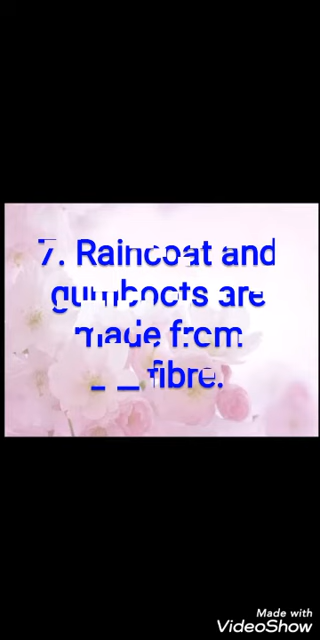 7. Raincoat and
gumboots are
made from
_ _ fibre.
Made with
VideoShow